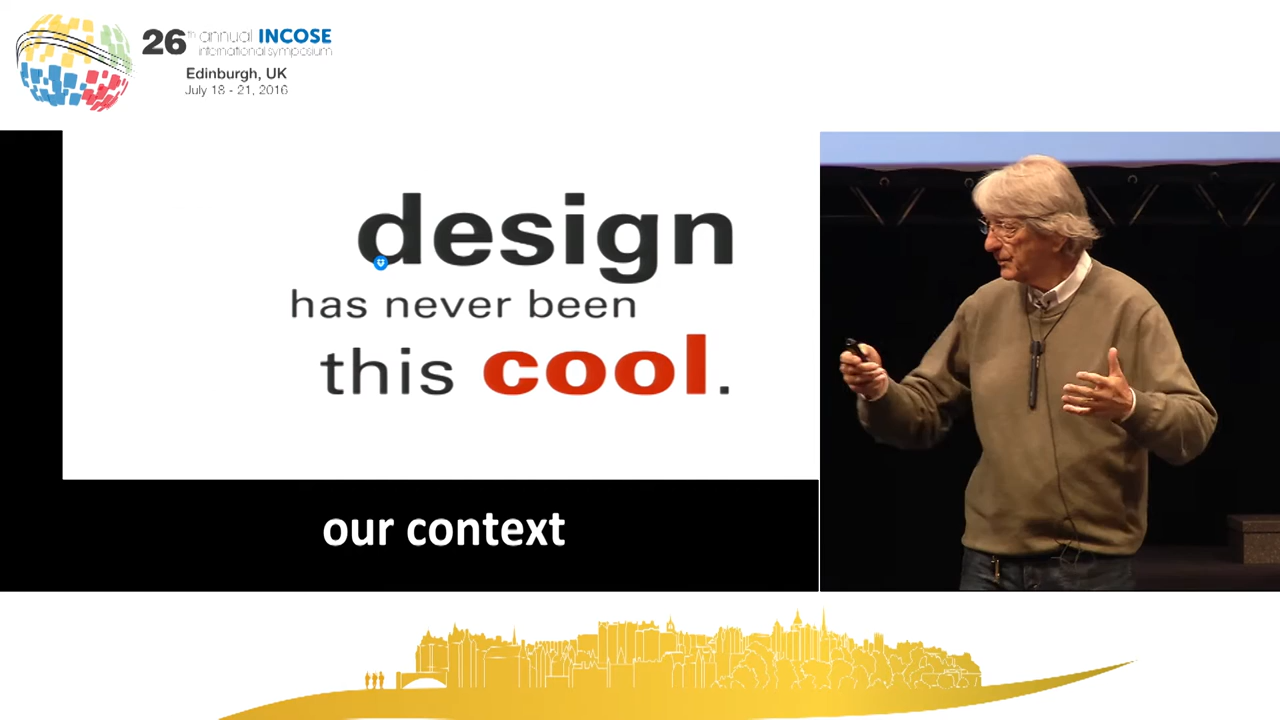 26th annual INCOSE
international symposium
Edinburgh, UK
July 18 - 21, 2016
design
has never been
this cool.
our context